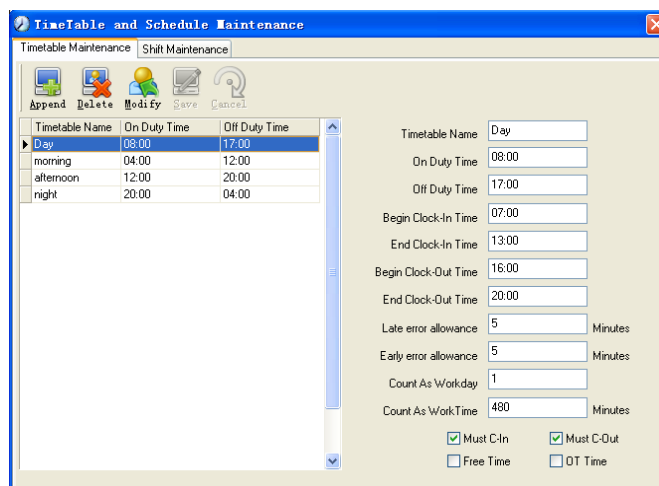 TimeTable and Schedule Maintenance
Timetable Maintenance Shift Maintenance
Append Delete Modify Save Cancel
Timetable Name On Duty Time Off Duty Time
Day 08:00 17:00
morning 04:00 12:00
afternoon 12:00 20:00
night 20:00 04:00
Timetable Name Day
On Duty Time 08:00
Off Duty Time 17:00
Begin Clock-In Time 07:00
End Clock-In Time 13:00
Begin Clock-Out Time 16:00
End Clock-Out Time 20:00
Late error allowance 5 Minutes
Early error allowance 5 Minutes
Count As Workday 1
Count As WorkTime 480 Minutes
Must C-In Must C-Out
Free Time OT Time